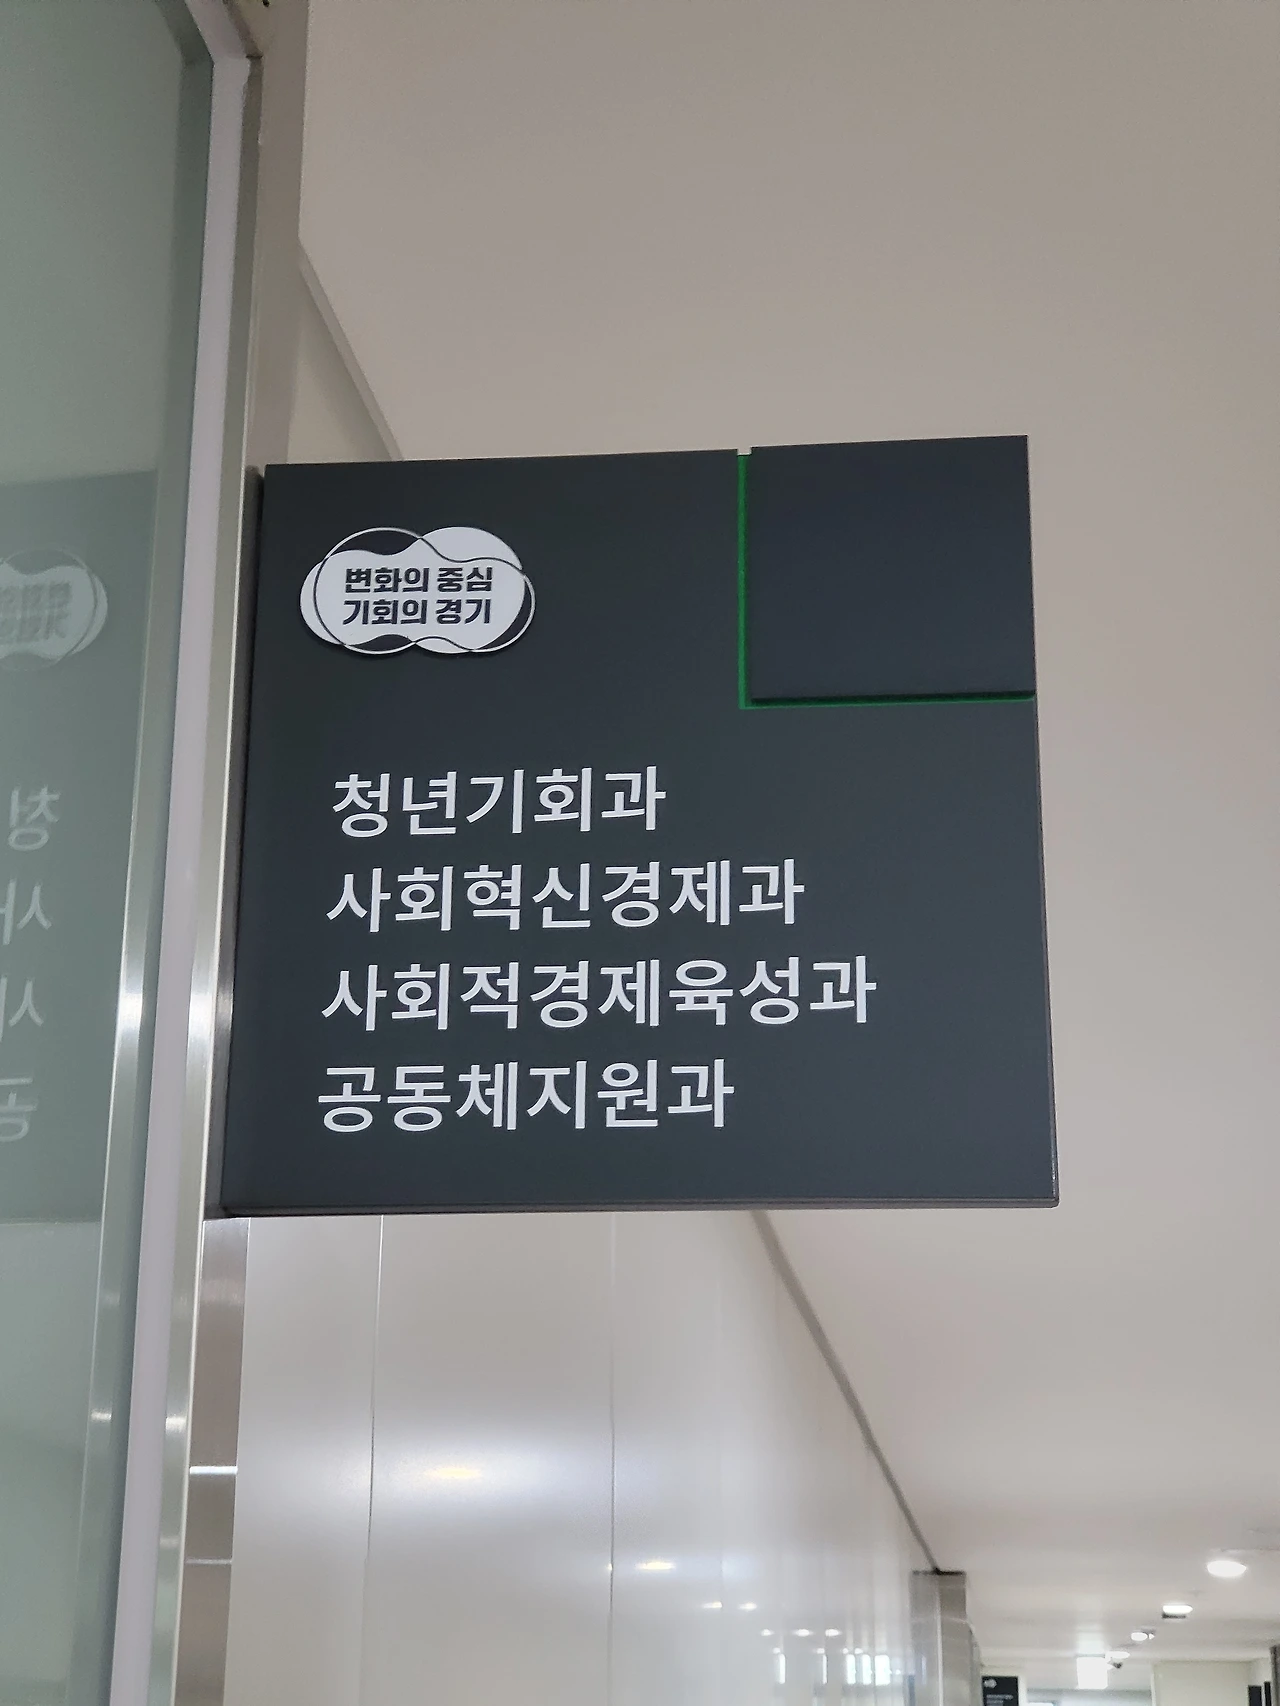 변화의 중심
기회의 경기
청년기회과
사회혁신경제과
사회적경제육성과
공동체지원과